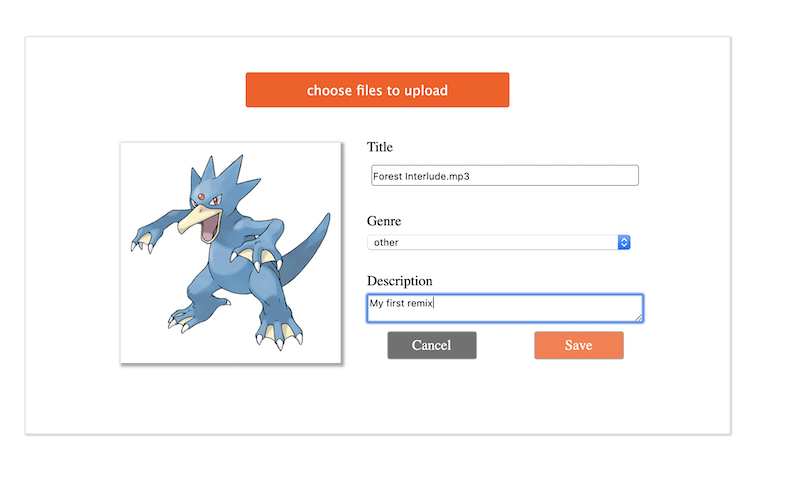 choose files to upload
Title
Forest Interlude.mp3
Genre
other
Description
My first remix
Cancel
Save